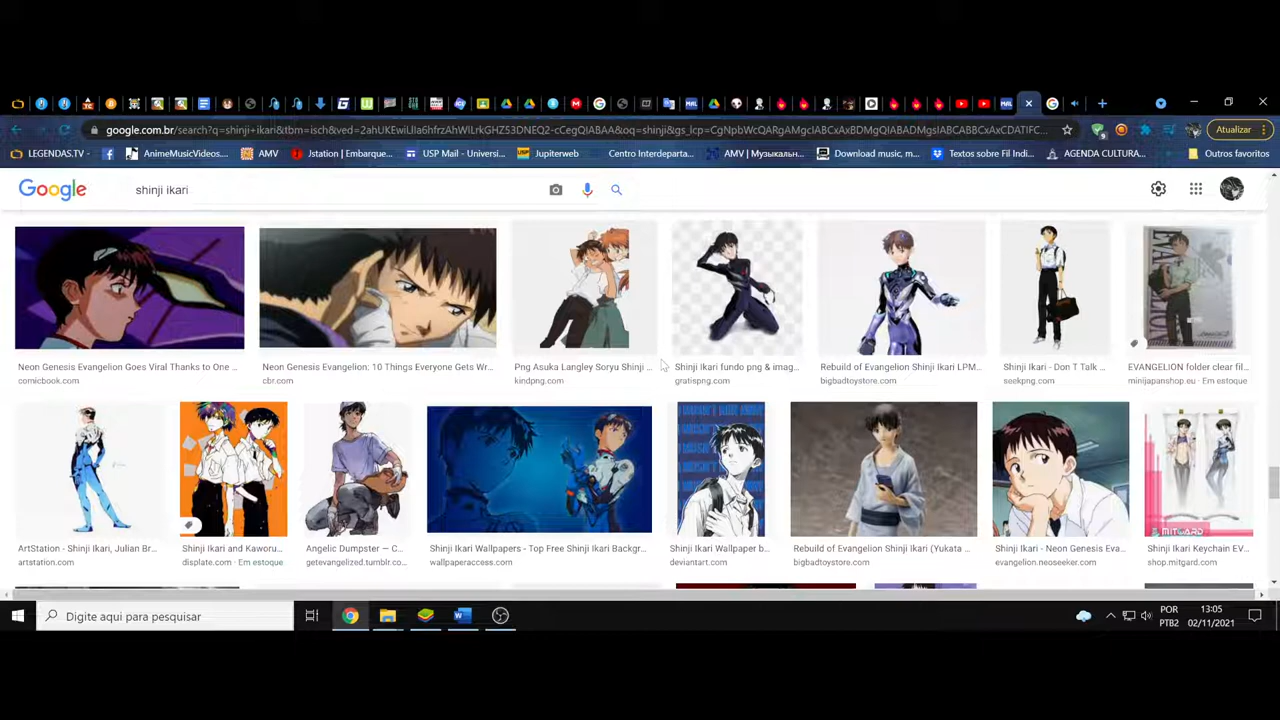 google.com.br/search?q=shinji+ikari&tbm=isch&ved=2ahUKEwiLlIa6hfrzAhWILrkGHZS3DNEQ2-cCegQIABAA&oq=shinji&gs_lcp=CgNpbWcQARgAMgcIABCxAxBDMgQIABADMgsIABCABBCxAxCDATIFC...
Atualizar
LEGENDAS.TV -
AnimeMusicVideos....
AMV
Jstation | Embarque...
USP Mail - Universi...
Jupiterweb
Centro Interdeparta...
AMV | Музыкальн...
Download music, m...
Textos sobre Fil Indi...
AGENDA CULTURA...
Outros favoritos
Google
shinji ikari
Neon Genesis Evangelion Goes Viral Thanks to One ...
comicbook.com
Neon Genesis Evangelion: 10 Things Everyone Gets Wr...
cbr.com
Png Asuka Langley Soryu Shinji ...
kindpng.com
Shinji Ikari fundo png & imag...
gratispng.com
Rebuild of Evangelion Shinji Ikari LPM...
bigbadtoystore.com
Shinji Ikari - Don T Talk ...
seekpng.com
EVANGELION folder clear fil...
minijapanshop.eu · Em estoque
ArtStation - Shinji Ikari, Julian Br...
artstation.com
Shinji Ikari and Kaworu...
displate.com · Em estoque
Angelic Dumpster — C...
getevangelized.tumblr.co...
Shinji Ikari Wallpapers - Top Free Shinji Ikari Backgr...
wallpaperaccess.com
Shinji Ikari Wallpaper b...
deviantart.com
Rebuild of Evangelion Shinji Ikari (Yukata ...
bigbadtoystore.com
Shinji Ikari - Neon Genesis Eva...
evangelion.neoseeker.com
MITGARD
Shinji Ikari Keychain EV...
shop.mitgard.com
Digite aqui para pesquisar
POR
PTB2
13:05
02/11/2021